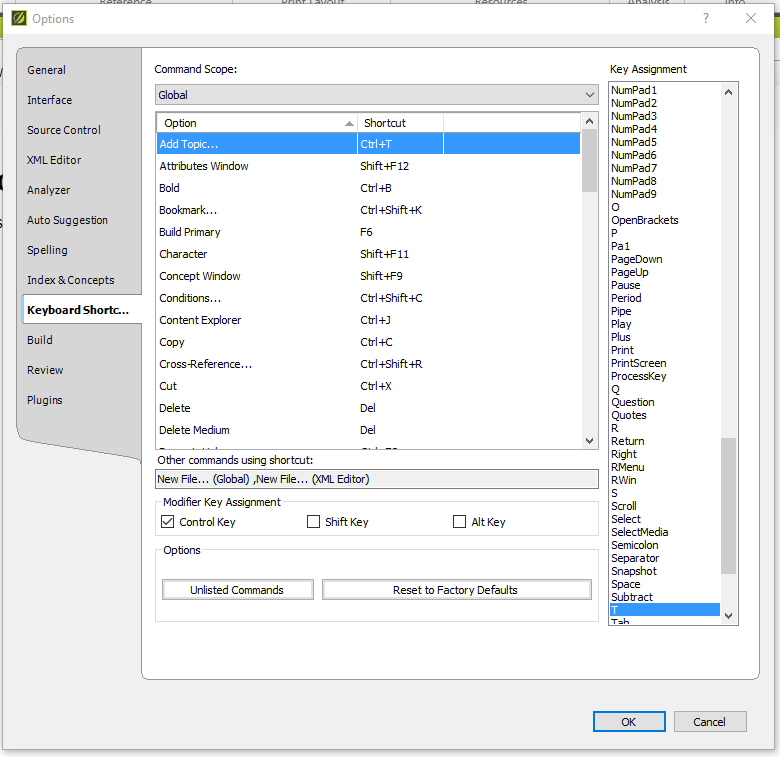 Reference Print Layout Resources Analysis Info
Options ?
General
Interface
Source Control
XML Editor
Analyzer
Auto Suggestion
Spelling
Index & Concepts
Keyboard Shortc...
Build
Review
Plugins
Command Scope:
Global
Option Shortcut
Add Topic... Ctrl+T
Attributes Window Shift+F12
Bold Ctrl+B
Bookmark... Ctrl+Shift+K
Build Primary F6
Character Shift+F11
Concept Window Shift+F9
Conditions... Ctrl+Shift+C
Content Explorer Ctrl+J
Copy Ctrl+C
Cross-Reference... Ctrl+Shift+R
Cut Ctrl+X
Delete Del
Delete Medium Del
Other commands using shortcut:
New File... (Global) ,New File... (XML Editor)
Modifier Key Assignment
Control Key Shift Key Alt Key
Options
Unlisted Commands Reset to Factory Defaults
Key Assignment
NumPad1
NumPad2
NumPad3
NumPad4
NumPad5
NumPad6
NumPad7
NumPad8
NumPad9
O
OpenBrackets
P
Pa1
PageDown
PageUp
Pause
Period
Pipe
Play
Plus
Print
PrintScreen
ProcessKey
Q
Question
Quotes
R
Return
Right
RMenu
RWin
S
Scroll
Select
SelectMedia
Semicolon
Separator
Snapshot
Space
Subtract
T
Tab
OK Cancel